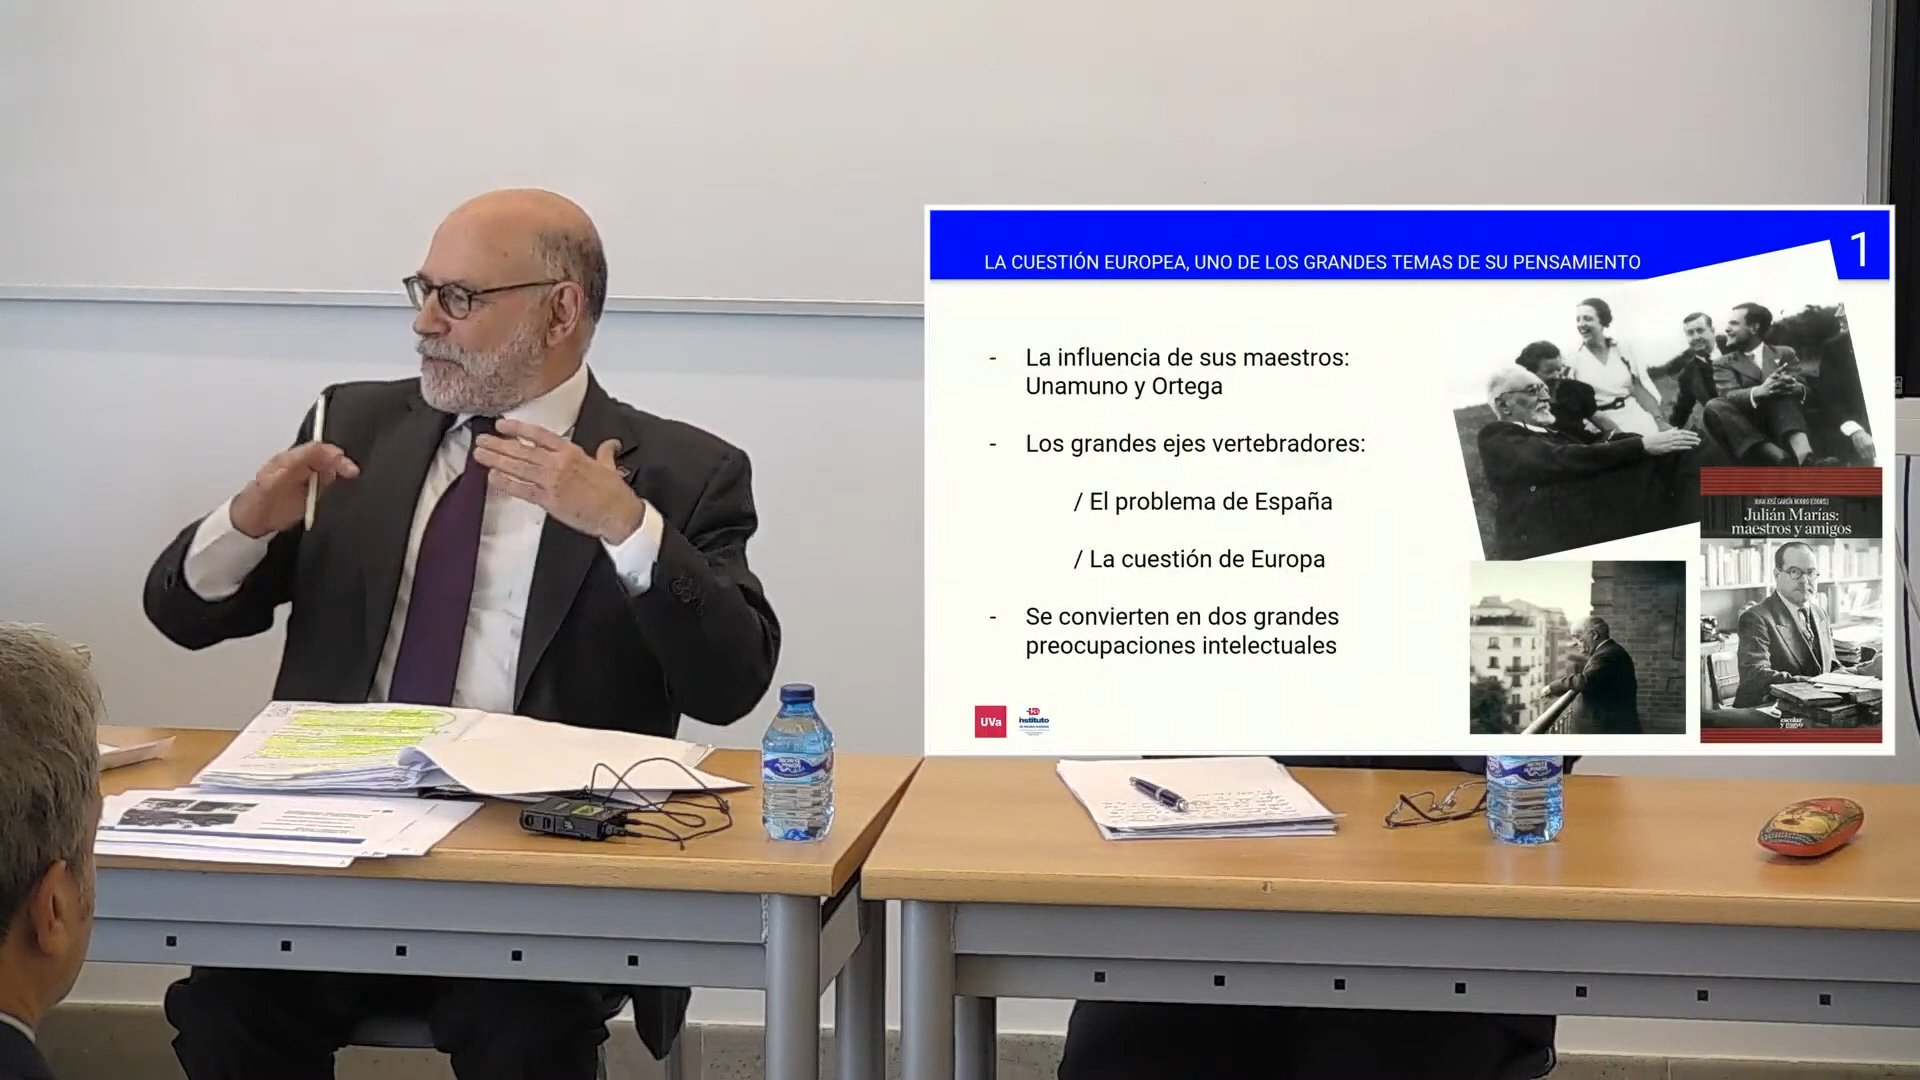 LA CUESTIÓN EUROPEA, UNO DE LOS GRANDES TEMAS DE SU PENSAMIENTO
1
- La influencia de sus maestros:
Unamuno y Ortega
- Los grandes ejes vertebradores:
/ El problema de España
/ La cuestión de Europa
- Se convierten en dos grandes
preocupaciones intelectuales
Julián Marías:
maestros y amigos
escolar
y mayo
UVa
instituto